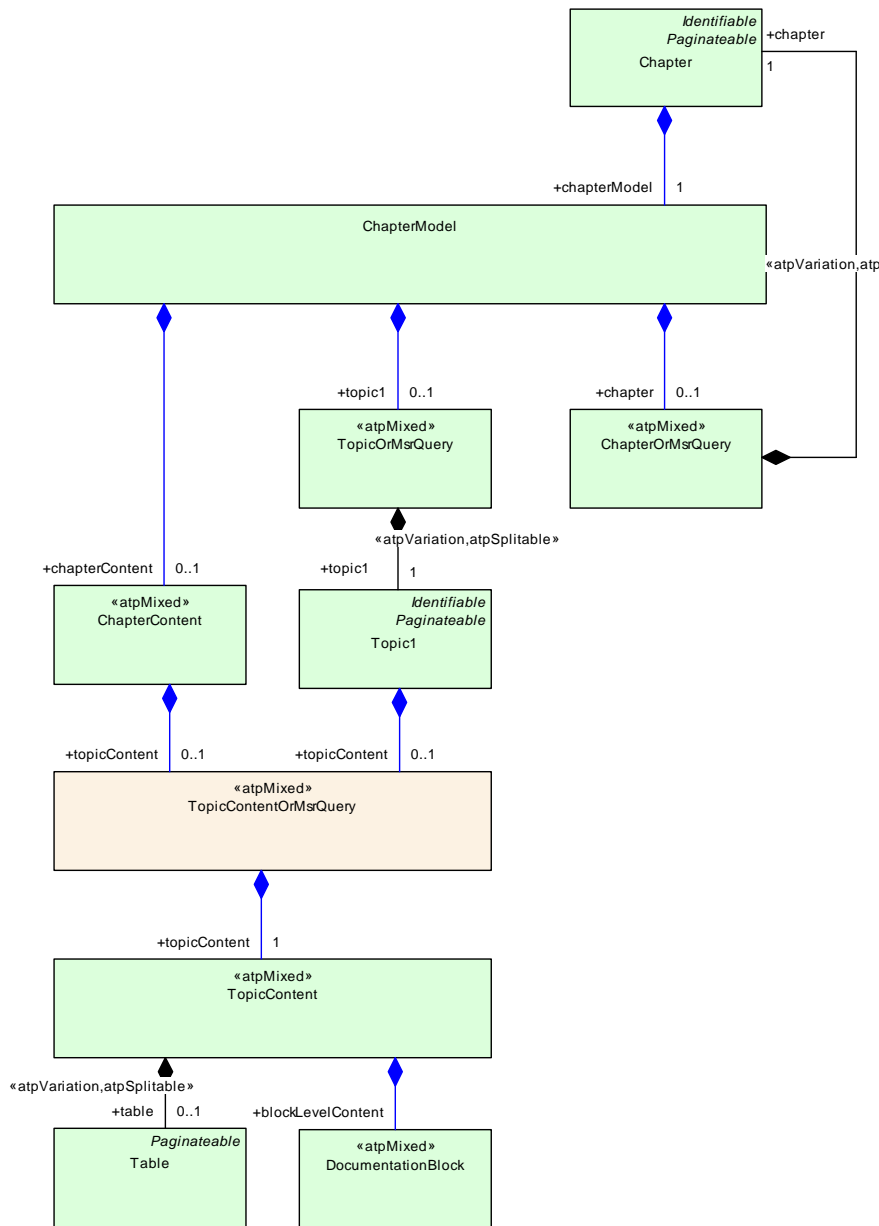 Identifiable
Paginateable
Chapter
+chapter
1
+chapterModel 1
ChapterModel
«atpVariation,atp
+topic1 0..1
+chapter 0..1
«atpMixed»
TopicOrMsrQuery
«atpMixed»
ChapterOrMsrQuery
«atpVariation,atpSplitable»
+chapterContent 0..1
+topic1 1
«atpMixed»
ChapterContent
Identifiable
Paginateable
Topic1
+topicContent 0..1
+topicContent 0..1
«atpMixed»
TopicContentOrMsrQuery
+topicContent 1
«atpMixed»
TopicContent
«atpVariation,atpSplitable»
+table 0..1
+blockLevelContent
Paginateable
Table
«atpMixed»
DocumentationBlock